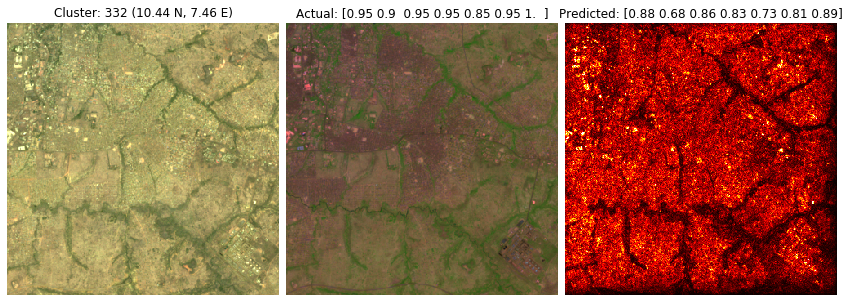 Cluster: 332 (10.44 N, 7.46 E)
Actual: [0.95 0.9  0.95 0.95 0.85 0.95 1.  ]
Predicted: [0.88 0.68 0.86 0.83 0.73 0.81 0.89]